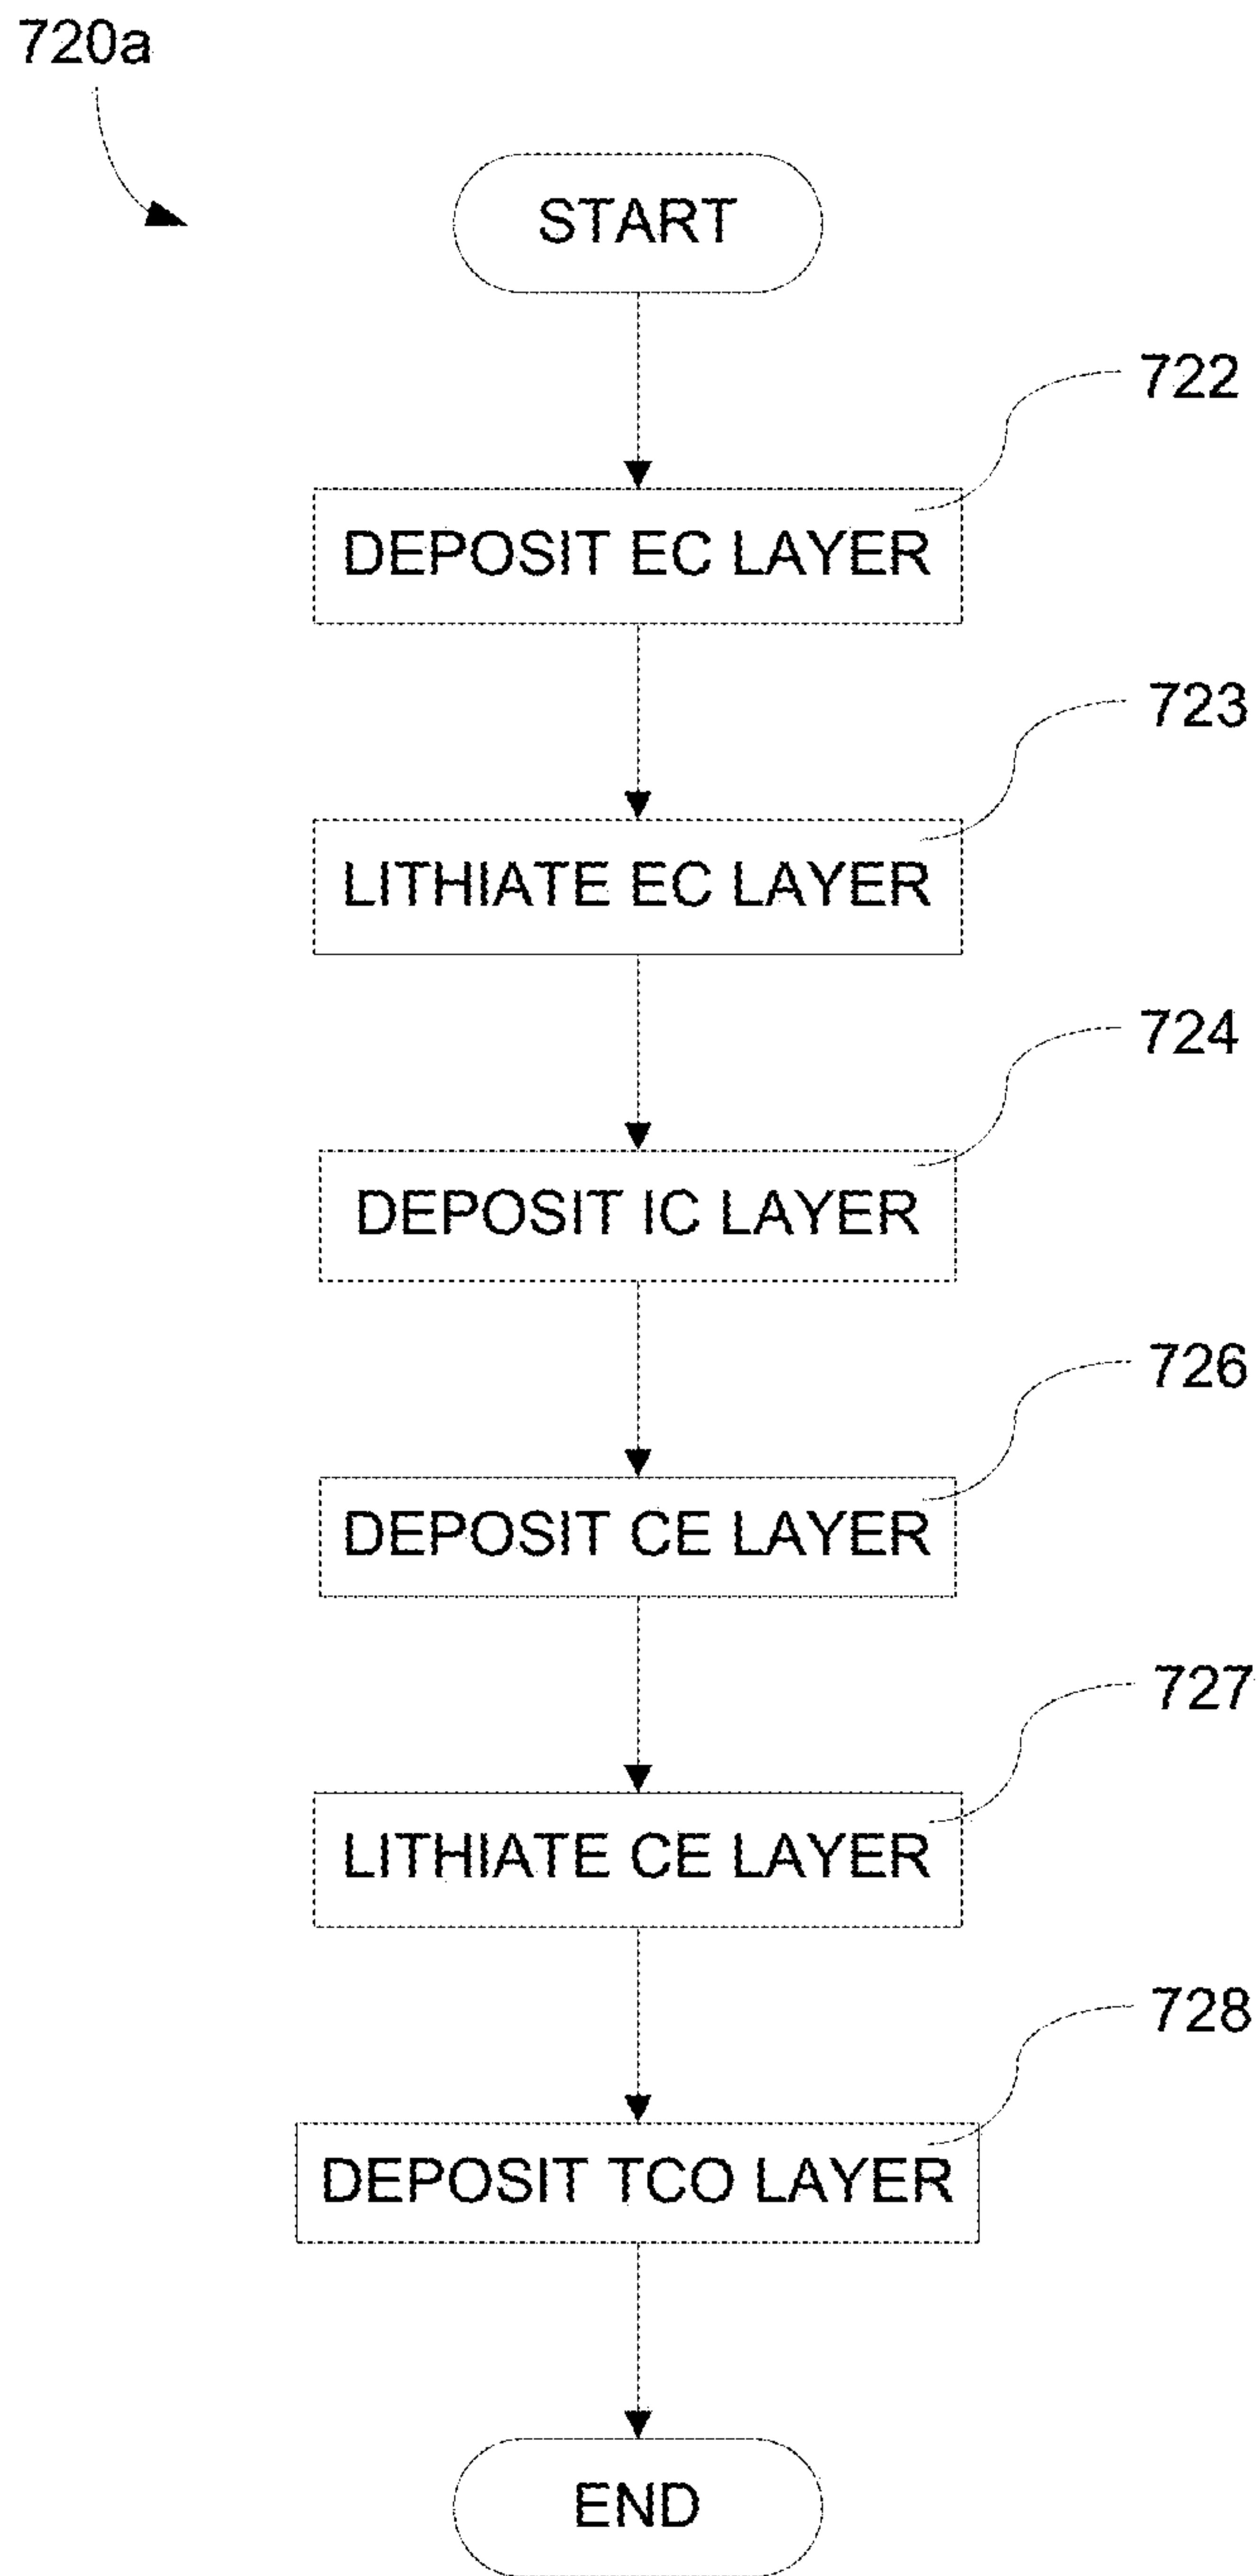 720a
START
722
DEPOSIT EC LAYER
723
LITHIATE EC LAYER
724
DEPOSIT IC LAYER
726
DEPOSIT CE LAYER
727
LITHIATE CE LAYER
728
DEPOSIT TCO LAYER
END